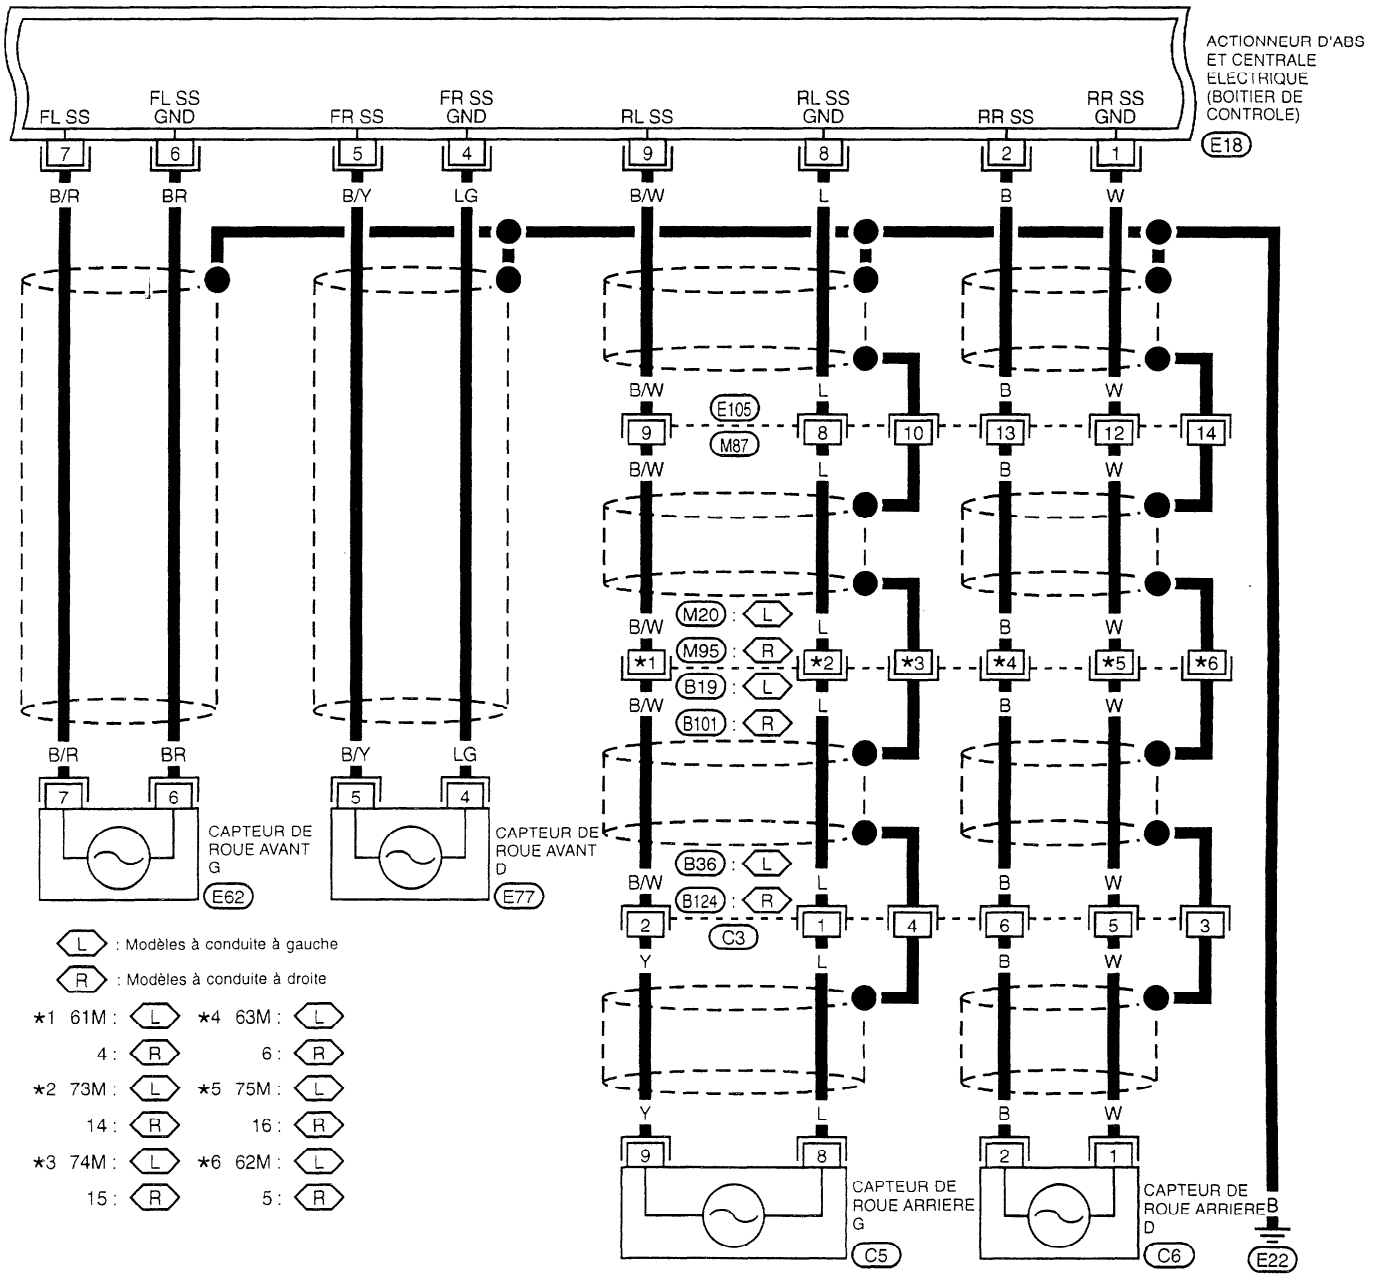 ACTIONNEUR D'ABS
ET CENTRALE
ELECTRIQUE
(BOITIER DE
CONTROLE)
E18
FL SS
FL SS
GND
FR SS
FR SS
GND
RL SS
RL SS
GND
RR SS
RR SS
GND
7 6 5 4 9 8 2 1
B/R BR B/Y LG B/W L B W
B/W L B W
E105
9 8 10 13 12 14
M87
B/W L B W
M20 : L
B/W L B W
M95 : R
*1 *2 *3 *4 *5 *6
B19 : L
B/W L B W
B101 : R
B/R BR B/Y LG
7 6 5 4
CAPTEUR DE
ROUE AVANT
G
E62
CAPTEUR DE
ROUE AVANT
D
E77
B36 : L
B/W L B W
B124 : R
2 1 4 6 5 3
C3
Y L B W
L : Modèles à conduite à gauche
R : Modèles à conduite à droite
*1 61M : L *4 63M : L
4 : R 6 : R
*2 73M : L *5 75M : L
14 : R 16 : R
*3 74M : L *6 62M : L
15 : R 5 : R
Y L B W
9 8 2 1
CAPTEUR DE
ROUE ARRIERE
G
C5
CAPTEUR DE
ROUE ARRIERE
D
C6
B
E22